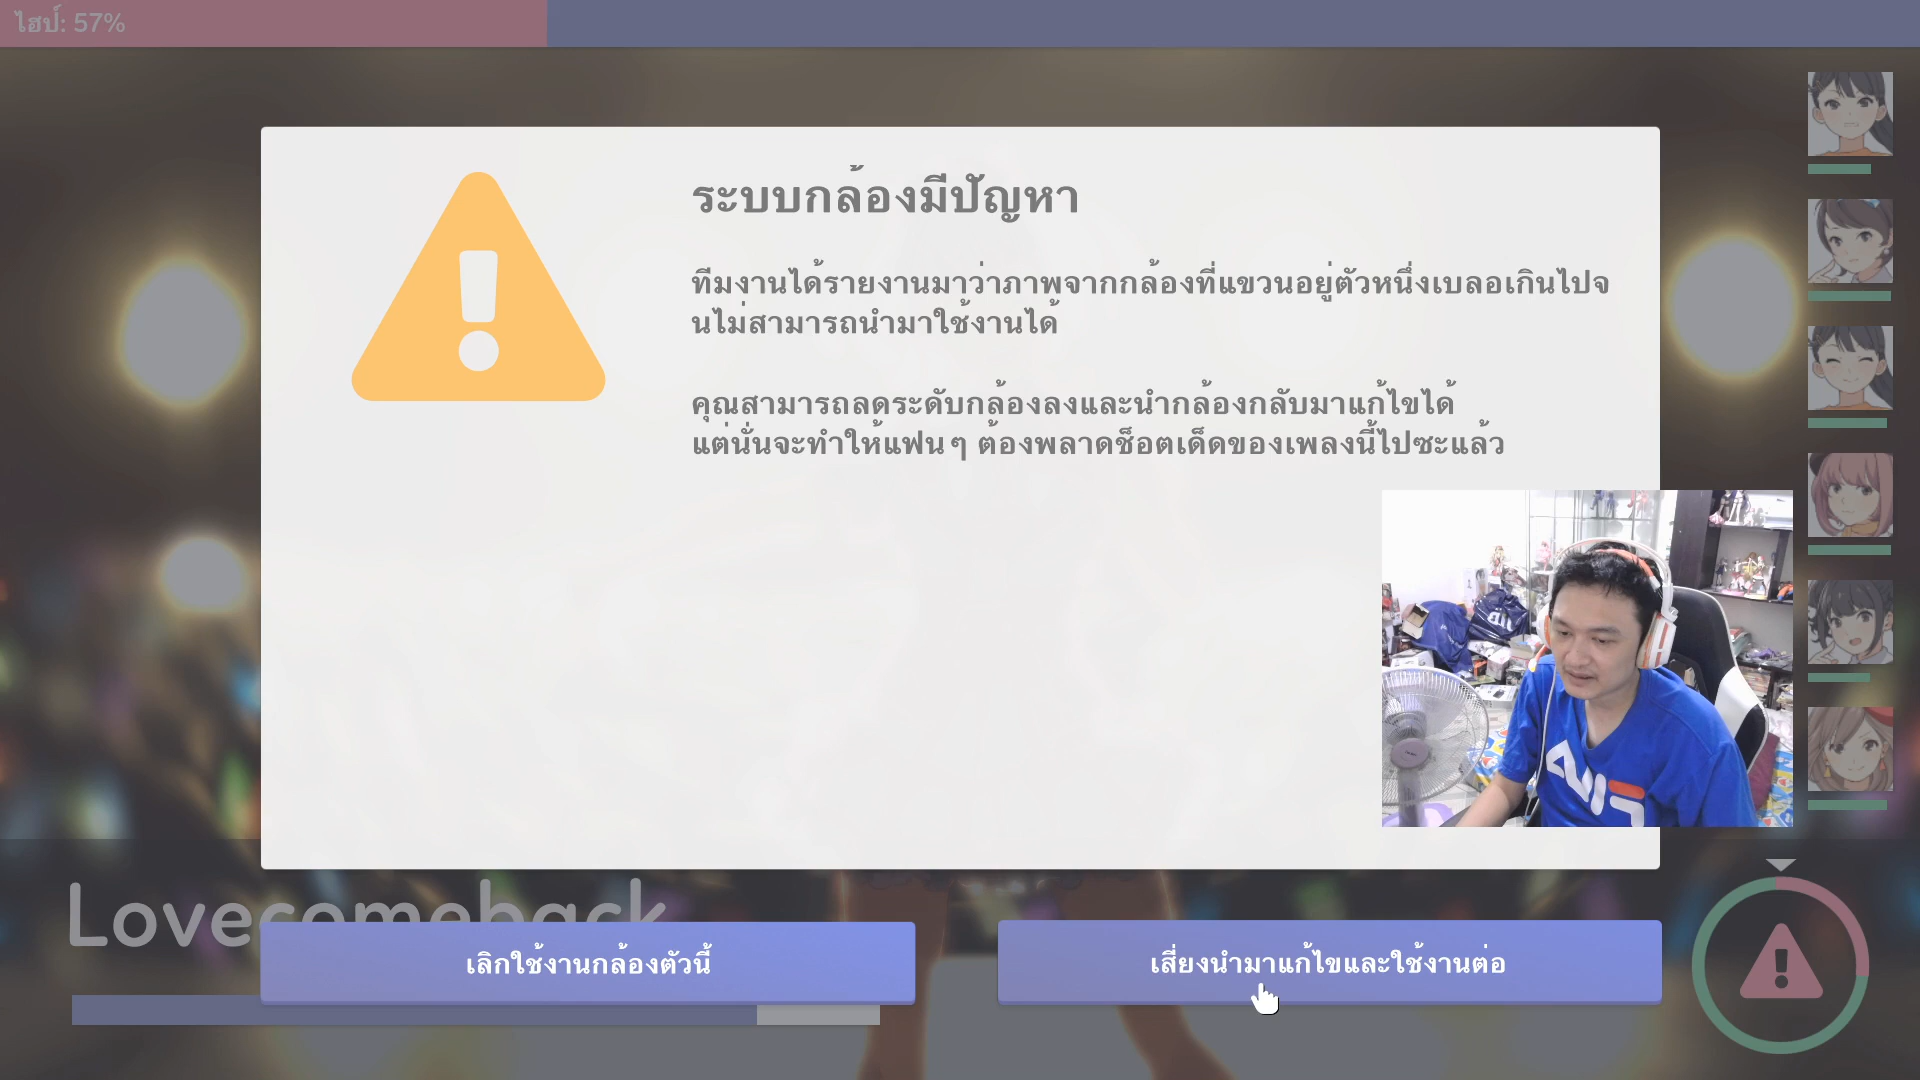 ไฮป์: 57%
ระบบกล้องมีปัญหา
ทีมงานได้รายงานมาว่าภาพจากกล้องที่แขวนอยู่ตัวหนึ่งเบลอเกินไปจ
นไม่สามารถนำมาใช้งานได้
คุณสามารถลดระดับกล้องลงและนำกล้องกลับมาแก้ไขได้
แต่นั่นจะทำให้แฟนๆ ต้องพลาดช็อตเด็ดของเพลงนี้ไปซะแล้ว
Lovecomeback
เลิกใช้งานกล้องตัวนี้
เสี่ยงนำมาแก้ไขและใช้งานต่อ